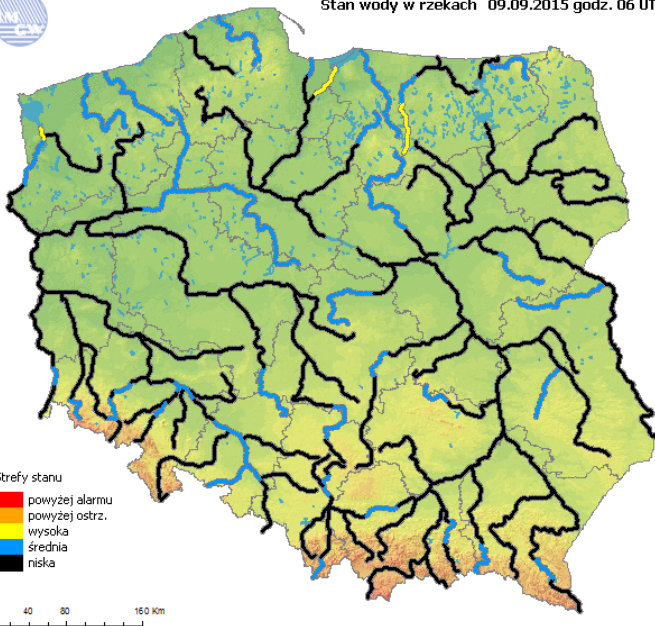 Stan wody w rzekach 09.09.2015 godz. 06 UT
Strefy stanu
powyżej alarmu
powyżej ostrz.
wysoka
średnia
niska
40 80 160 Km